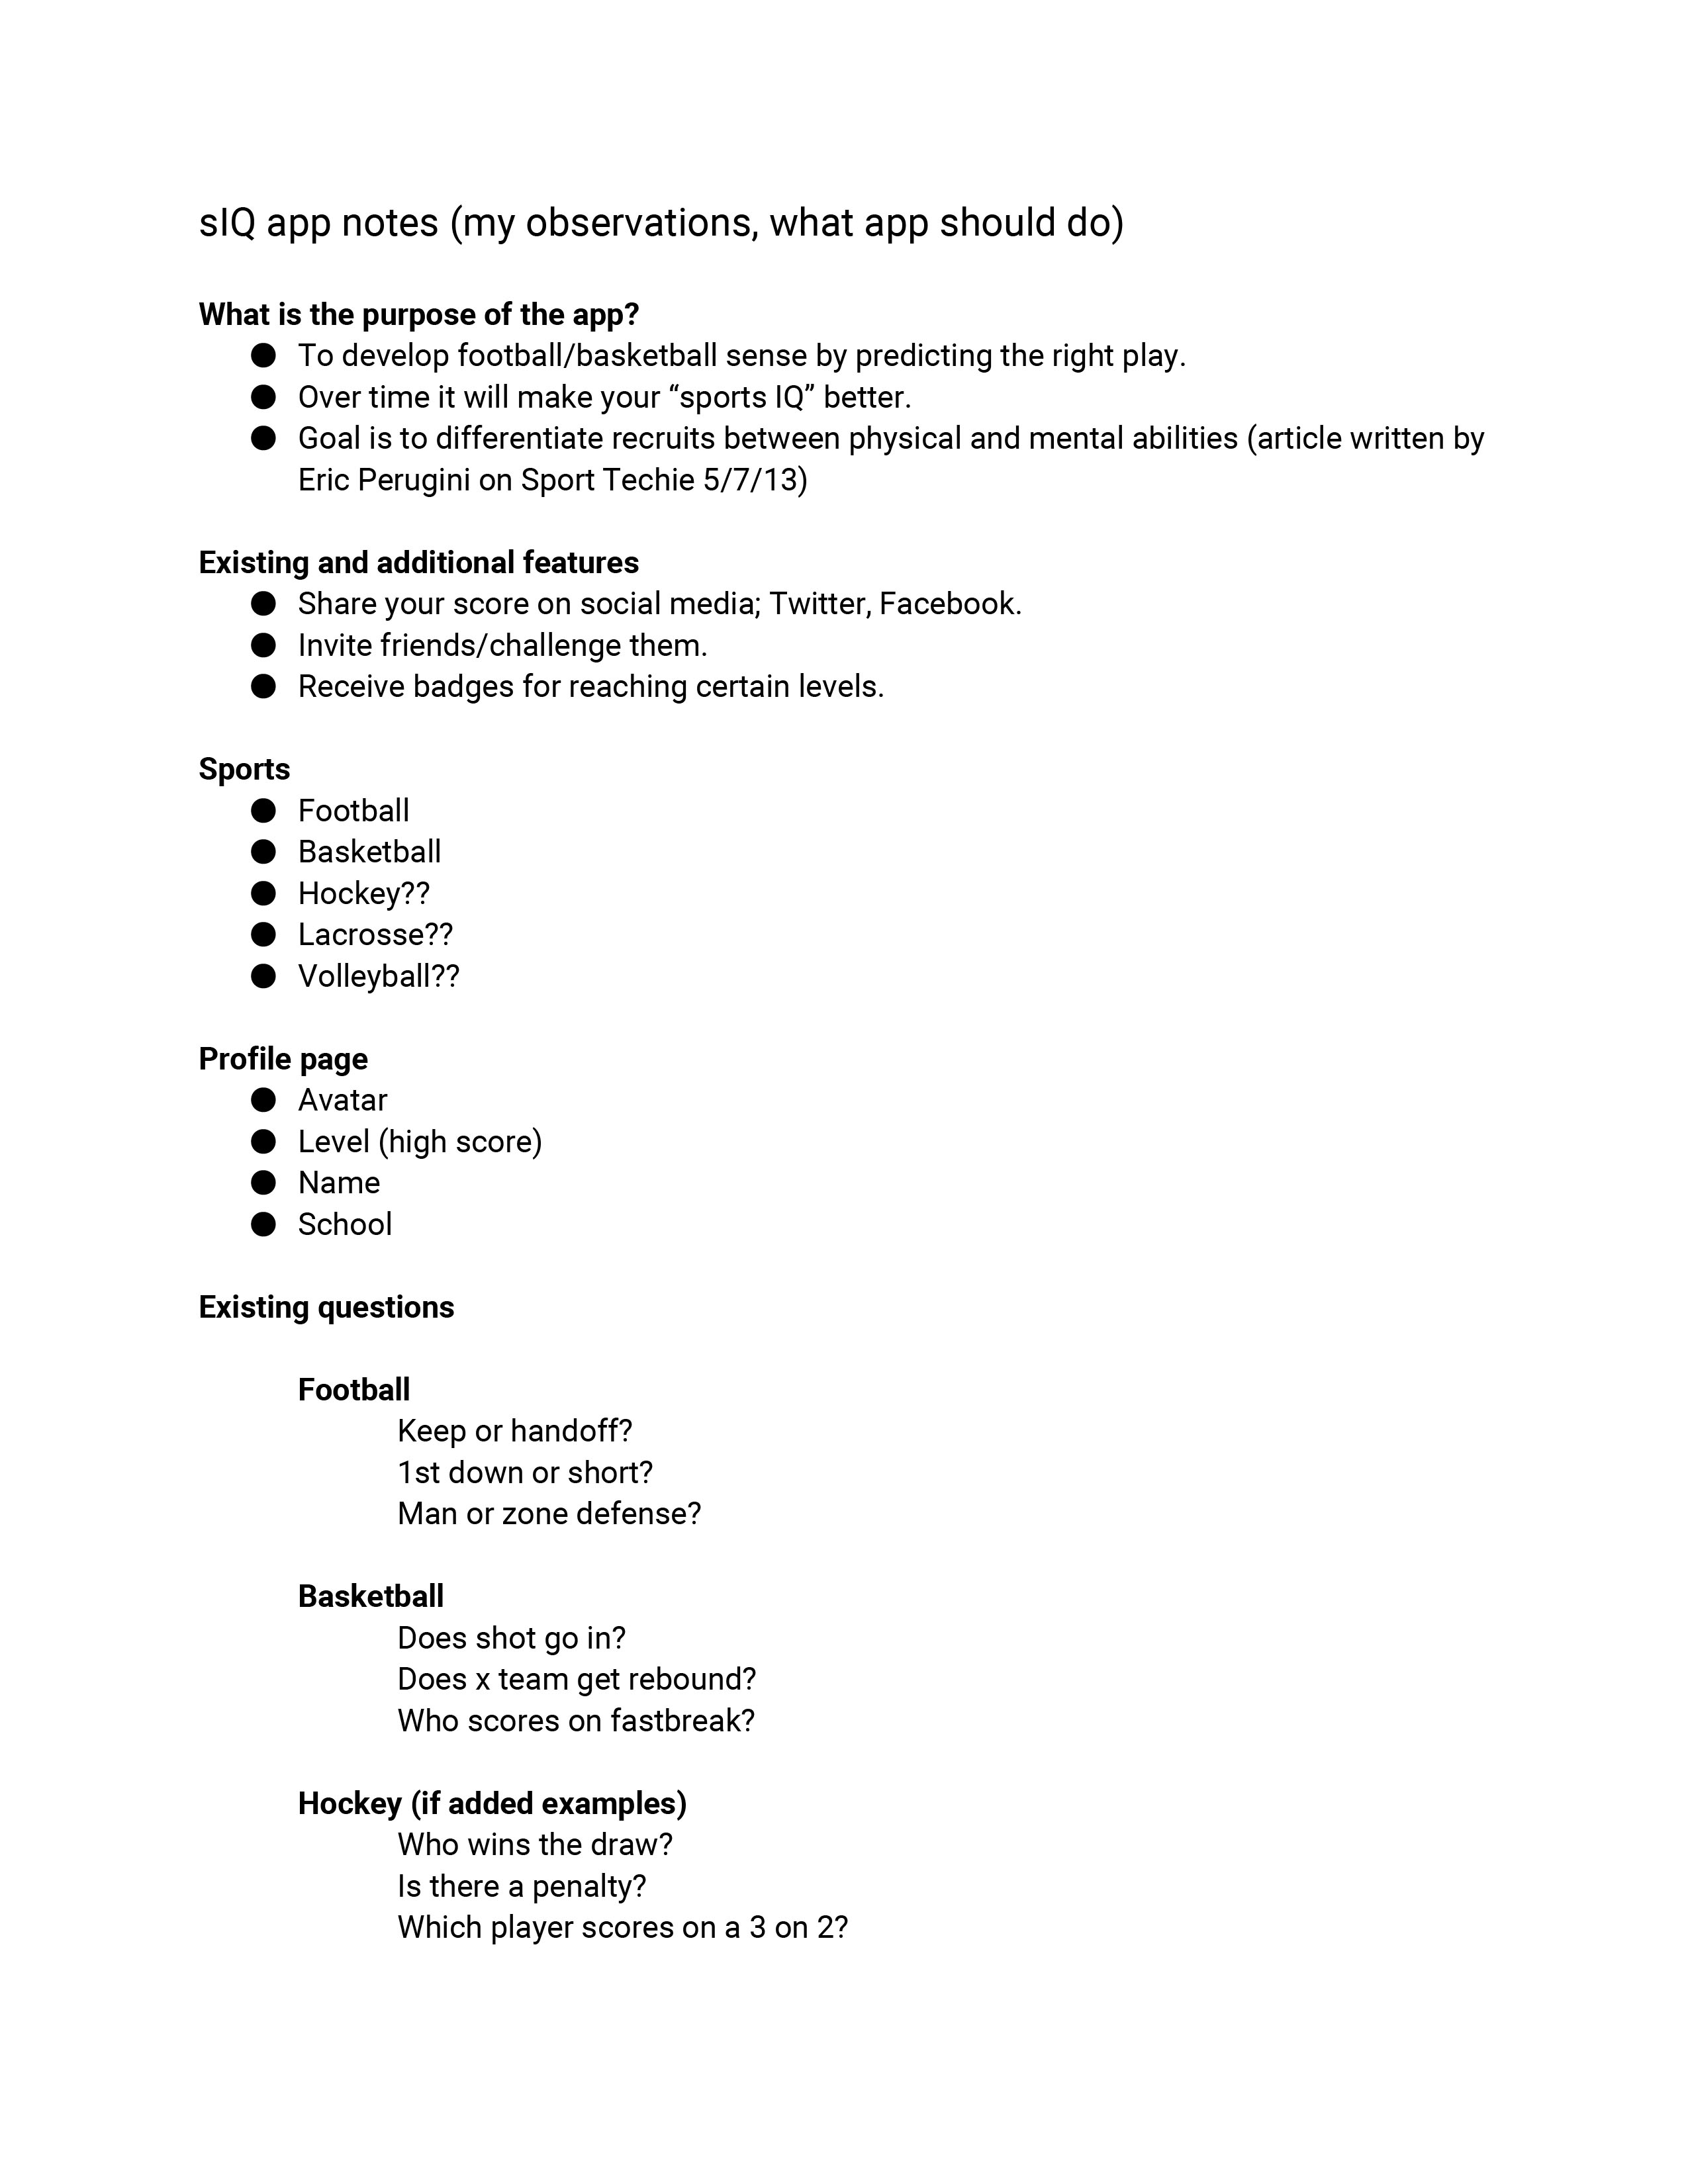 sIQ app notes (my observations, what app should do)
What is the purpose of the app?
● To develop football/basketball sense by predicting the right play.
● Over time it will make your “sports IQ” better.
● Goal is to differentiate recruits between physical and mental abilities (article written by
Eric Perugini on Sport Techie 5/7/13)
Existing and additional features
● Share your score on social media; Twitter, Facebook.
● Invite friends/challenge them.
● Receive badges for reaching certain levels.
Sports
● Football
● Basketball
● Hockey??
● Lacrosse??
● Volleyball??
Profile page
● Avatar
● Level (high score)
● Name
● School
Existing questions
Football
Keep or handoff?
1st down or short?
Man or zone defense?
Basketball
Does shot go in?
Does x team get rebound?
Who scores on fastbreak?
Hockey (if added examples)
Who wins the draw?
Is there a penalty?
Which player scores on a 3 on 2?